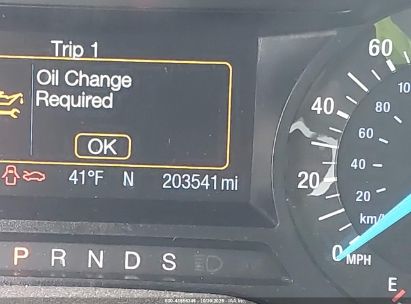 Trip 1
60
Oil Change
Required
10
80
40
60
OK
40
20
41°F N 203541 mi
20
km/
P R N D S
0
MPH
E